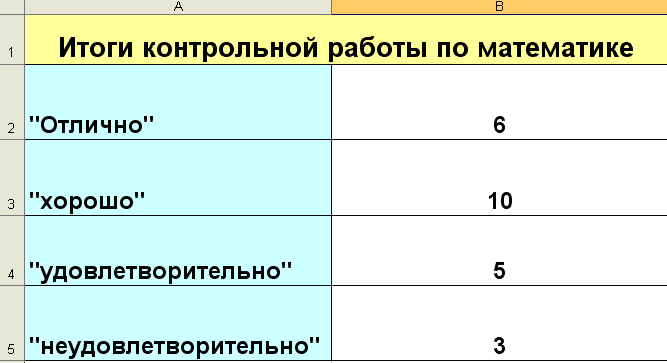 A B
1 Итоги контрольной работы по математике
2 "Отлично" 6
3 "хорошо" 10
4 "удовлетворительно" 5
5 "неудовлетворительно" 3